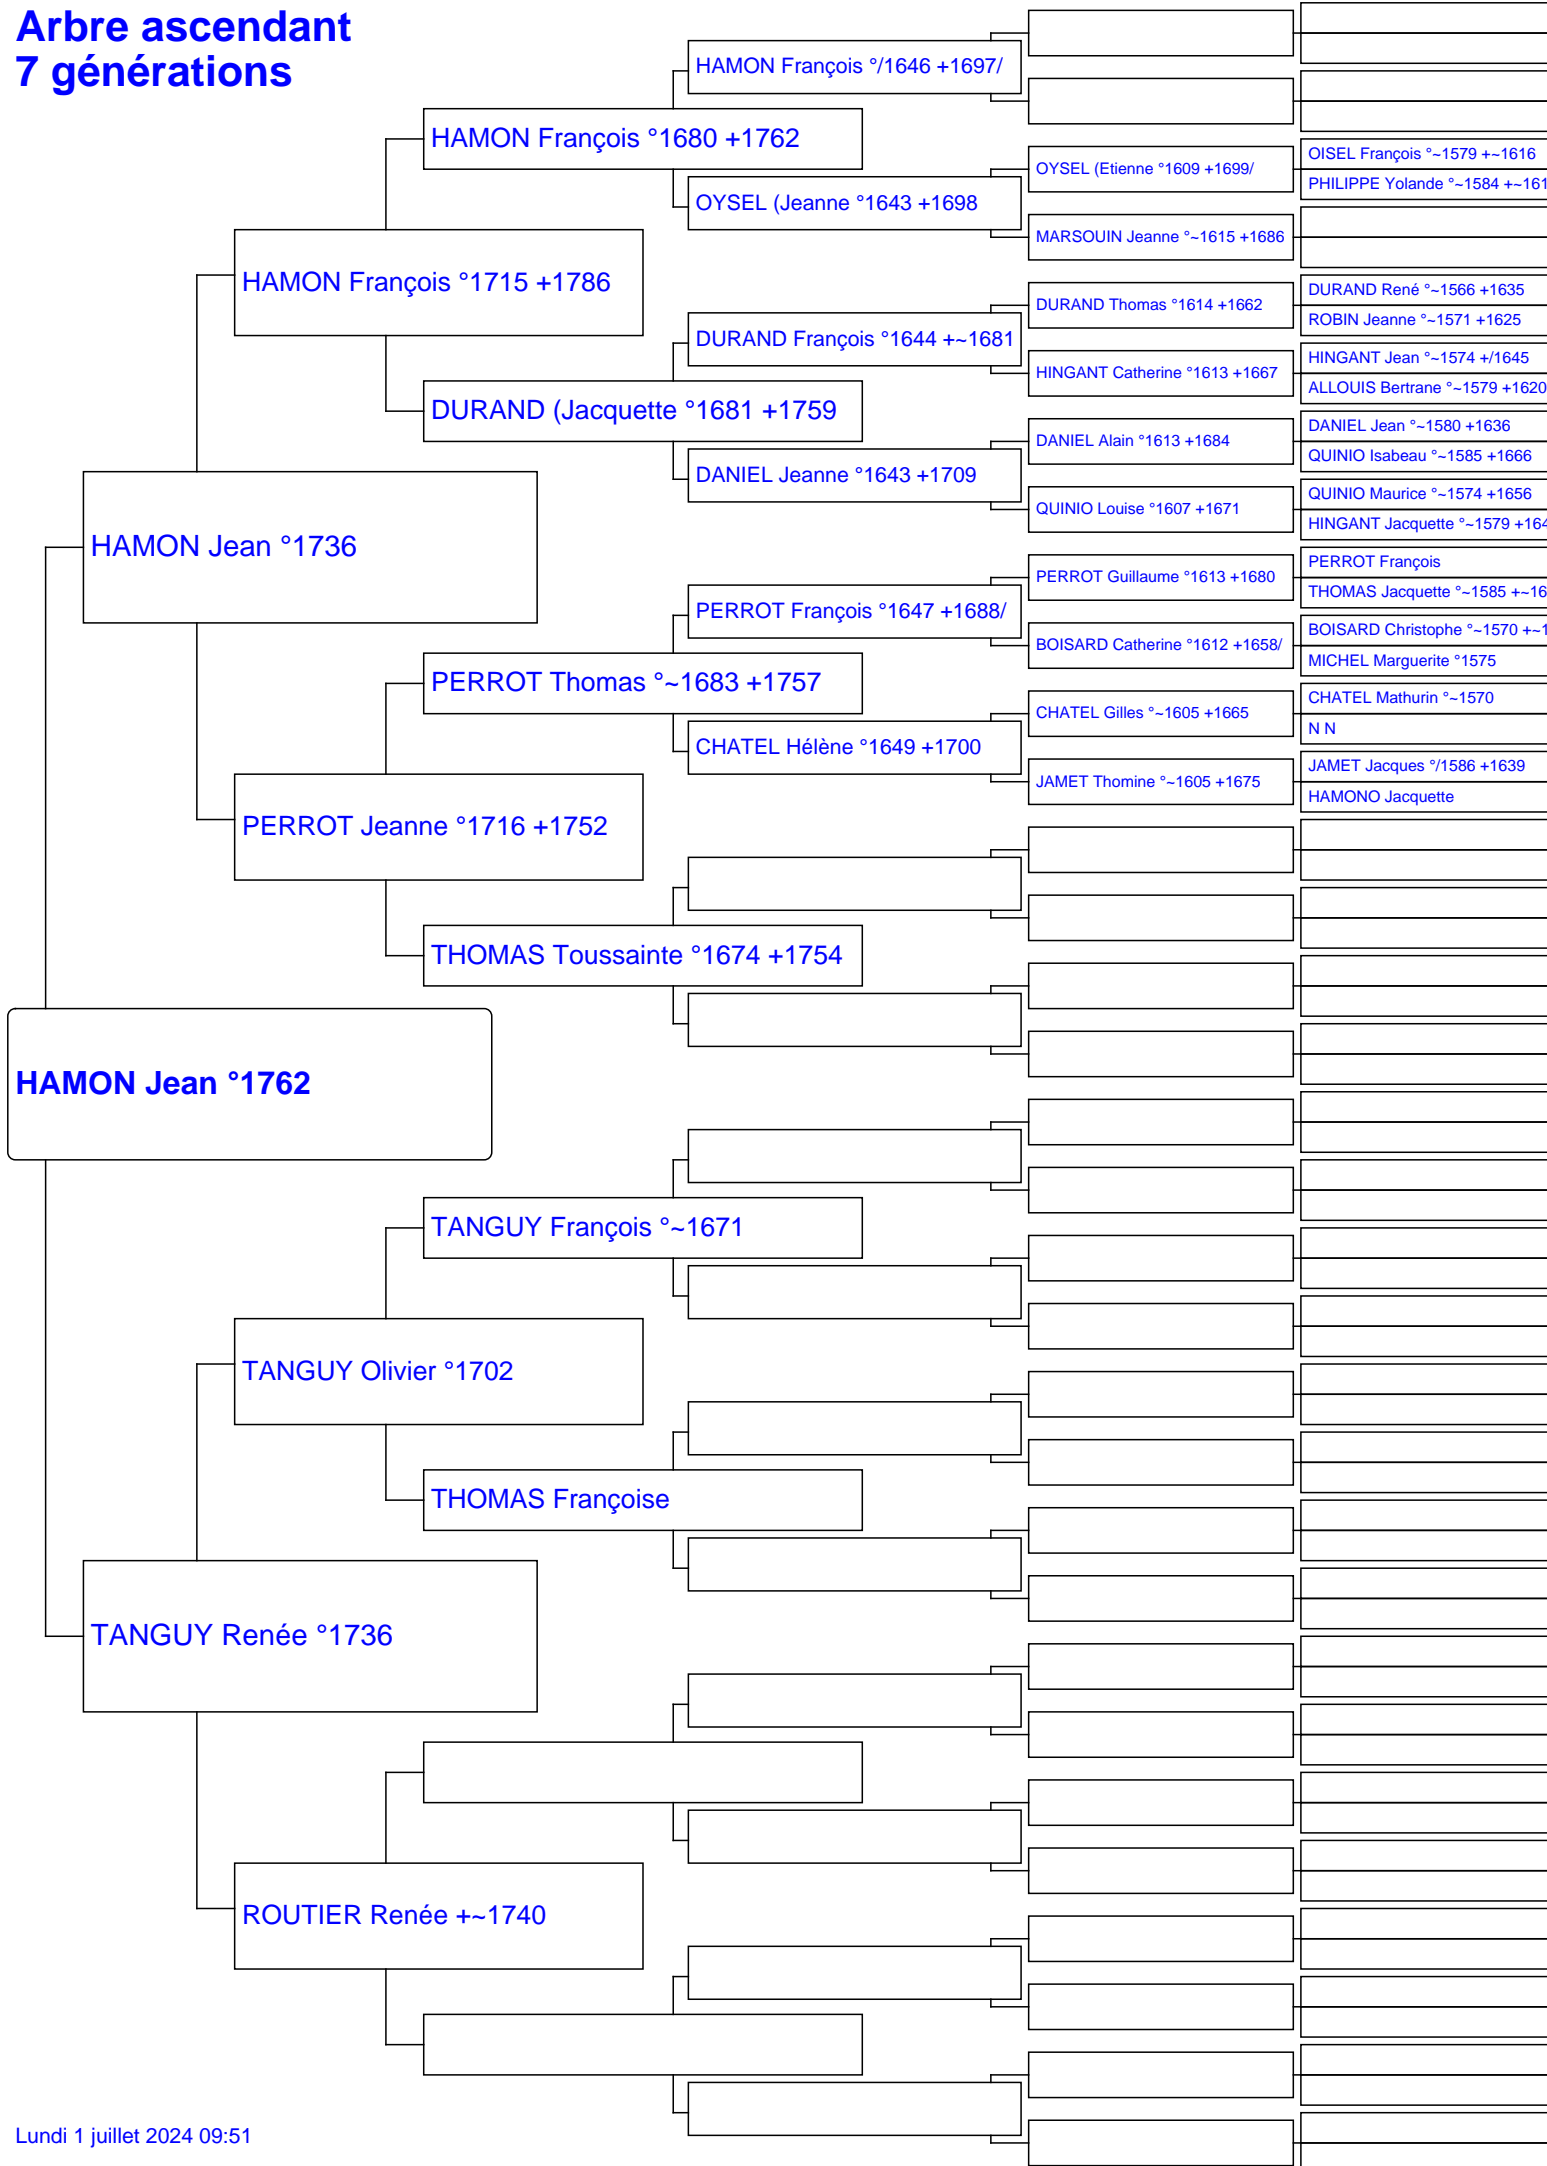 Arbre ascendant
7 générations
HAMON François °/1646 +1697/
HAMON François °1680 +1762
OISEL François °~1579 +~1616
OYSEL (Etienne °1609 +1699/
PHILIPPE Yolande °~1584 +~161
OYSEL (Jeanne °1643 +1698
MARSOUIN Jeanne °~1615 +1686
HAMON François °1715 +1786
DURAND René °~1566 +1635
DURAND Thomas °1614 +1662
ROBIN Jeanne °~1571 +1625
DURAND François °1644 +~1681
HINGANT Jean °~1574 +/1645
HINGANT Catherine °1613 +1667
ALLOUIS Bertrane °~1579 +1620
DURAND (Jacquette °1681 +1759
DANIEL Jean °~1580 +1636
DANIEL Alain °1613 +1684
QUINIO Isabeau °~1585 +1666
DANIEL Jeanne °1643 +1709
QUINIO Maurice °~1574 +1656
QUINIO Louise °1607 +1671
HINGANT Jacquette °~1579 +164
HAMON Jean °1736
PERROT François
PERROT Guillaume °1613 +1680
THOMAS Jacquette °~1585 +~16
PERROT François °1647 +1688/
BOISARD Christophe °~1570 +~1
BOISARD Catherine °1612 +1658/
MICHEL Marguerite °1575
PERROT Thomas °~1683 +1757
CHATEL Mathurin °~1570
CHATEL Gilles °~1605 +1665
N N
CHATEL Hélène °1649 +1700
JAMET Jacques °/1586 +1639
JAMET Thomine °~1605 +1675
HAMONO Jacquette
PERROT Jeanne °1716 +1752
THOMAS Toussainte °1674 +1754
HAMON Jean °1762
TANGUY François °~1671
TANGUY Olivier °1702
THOMAS Françoise
TANGUY Renée °1736
ROUTIER Renée +~1740
Lundi 1 juillet 2024 09:51